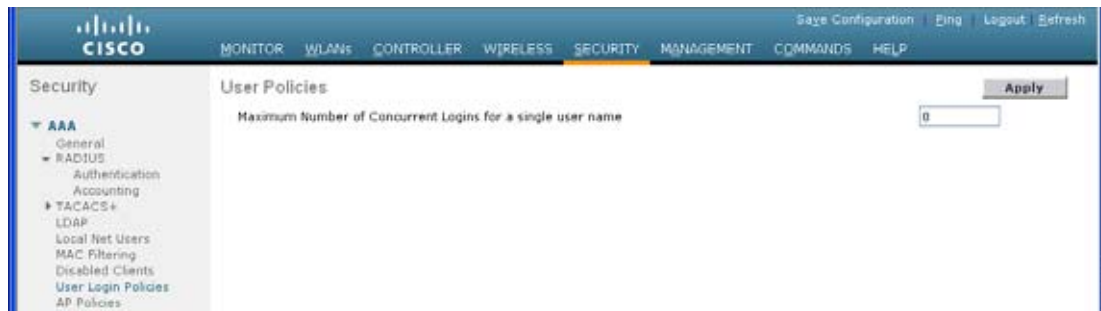 Save Configuration Ping Logout Refresh
CISCO
MONITOR WLANs CONTROLLER WIRELESS SECURITY MANAGEMENT COMMANDS HELP
Security
AAA
General
RADIUS
Authentication
Accounting
TACACS+
LDAP
Local Net Users
MAC Filtering
Disabled Clients
User Login Policies
AP Policies
User Policies
Apply
Maximum Number of Concurrent Logins for a single user name 0